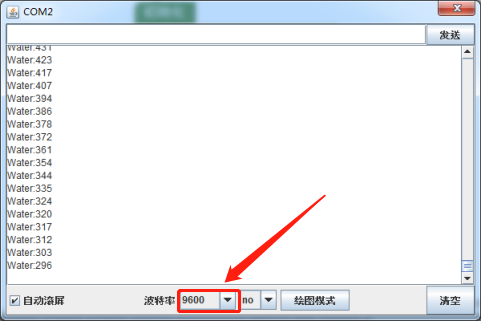 COM2
发送
Water:431
Water:423
Water:417
Water:407
Water:394
Water:386
Water:378
Water:372
Water:361
Water:354
Water:344
Water:335
Water:324
Water:320
Water:317
Water:312
Water:303
Water:296
自动滚屏 波特率 9600 no 绘图模式 清空